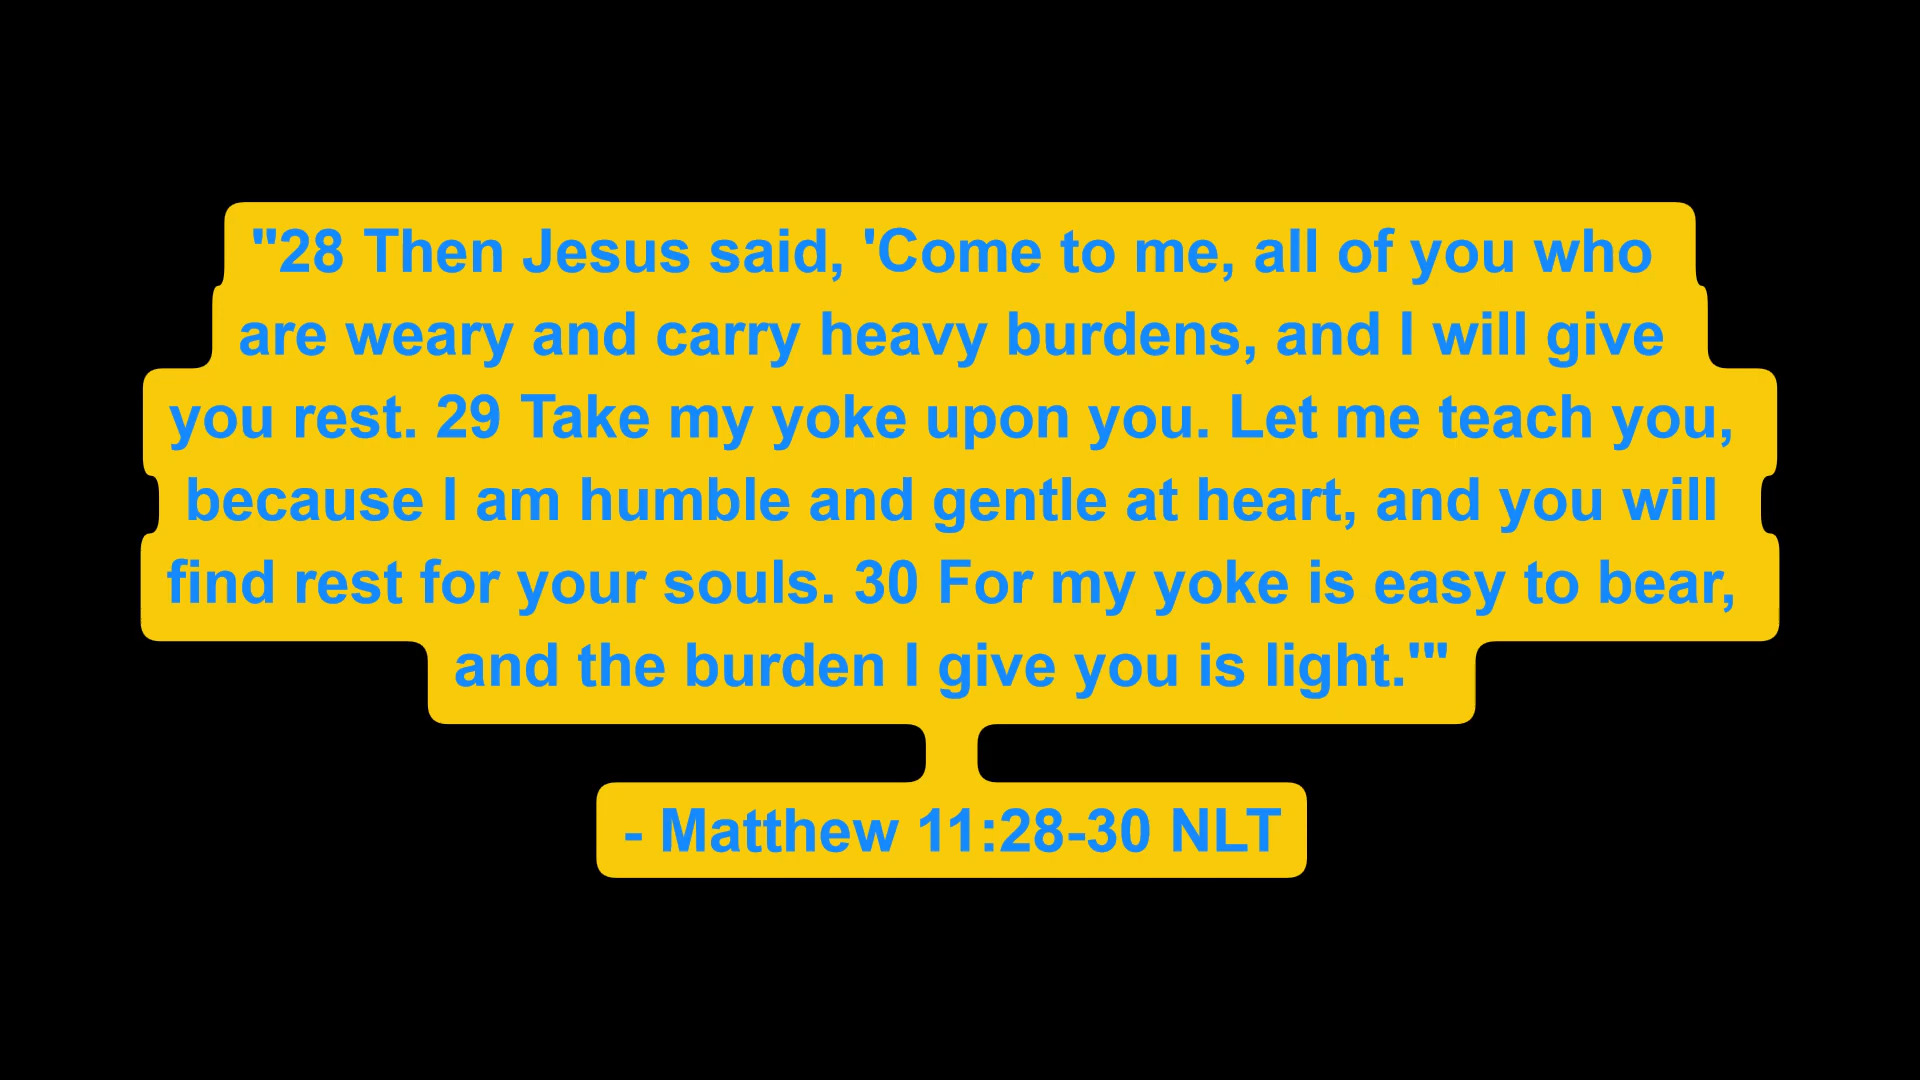 "28 Then Jesus said, 'Come to me, all of you who
are weary and carry heavy burdens, and I will give
you rest. 29 Take my yoke upon you. Let me teach you,
because I am humble and gentle at heart, and you will
find rest for your souls. 30 For my yoke is easy to bear,
and the burden I give you is light.'"
- Matthew 11:28-30 NLT